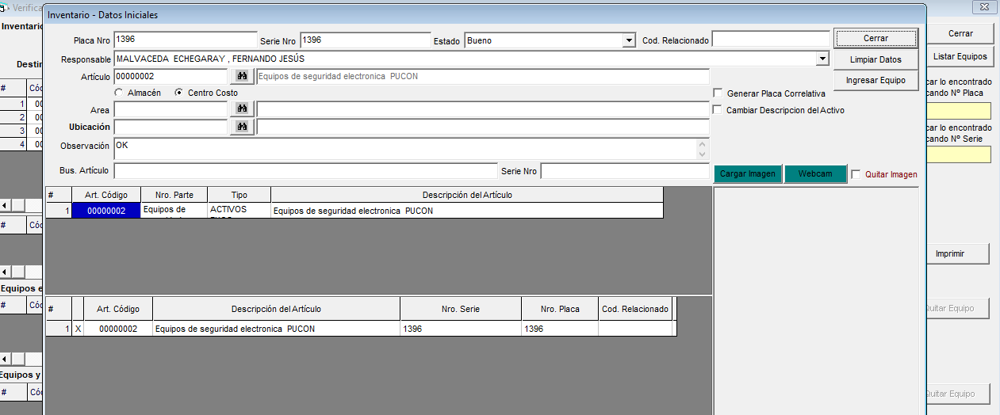 Verifica
Inventario - Datos Iniciales
Inventario
Placa Nro 1396 Serie Nro 1396 Estado Bueno Cod. Relacionado Cerrar Cerrar
Responsable MALVACEDA ECHEGARAY , FERNANDO JESÚS Limpiar Datos Listar Equipos
Destin
Artículo 00000002 Equipos de seguridad electronica PUCON Ingresar Equipo
car lo encontrado
# Cóc Almacén Centro Costo Generar Placa Correlativa cando Nº Placa
1 00 Area Cambiar Descripcion del Activo
2 00
3 00 Ubicación car lo encontrado
cando Nº Serie
4 00 Observación OK
Bus. Artículo Serie Nro Cargar Imagen Webcam Quitar Imagen
# Art. Código Nro. Parte Tipo Descripción del Artículo
1 00000002 Equipos de ACTIVOS Equipos de seguridad electronica PUCON
# Cóc
Imprimir
Equipos e
# Cóc # Art. Código Descripción del Artículo Nro. Serie Nro. Placa Cod. Relacionado Quitar Equipo
1 X 00000002 Equipos de seguridad electronica PUCON 1396 1396
Equipos y
# Cóc Quitar Equipo